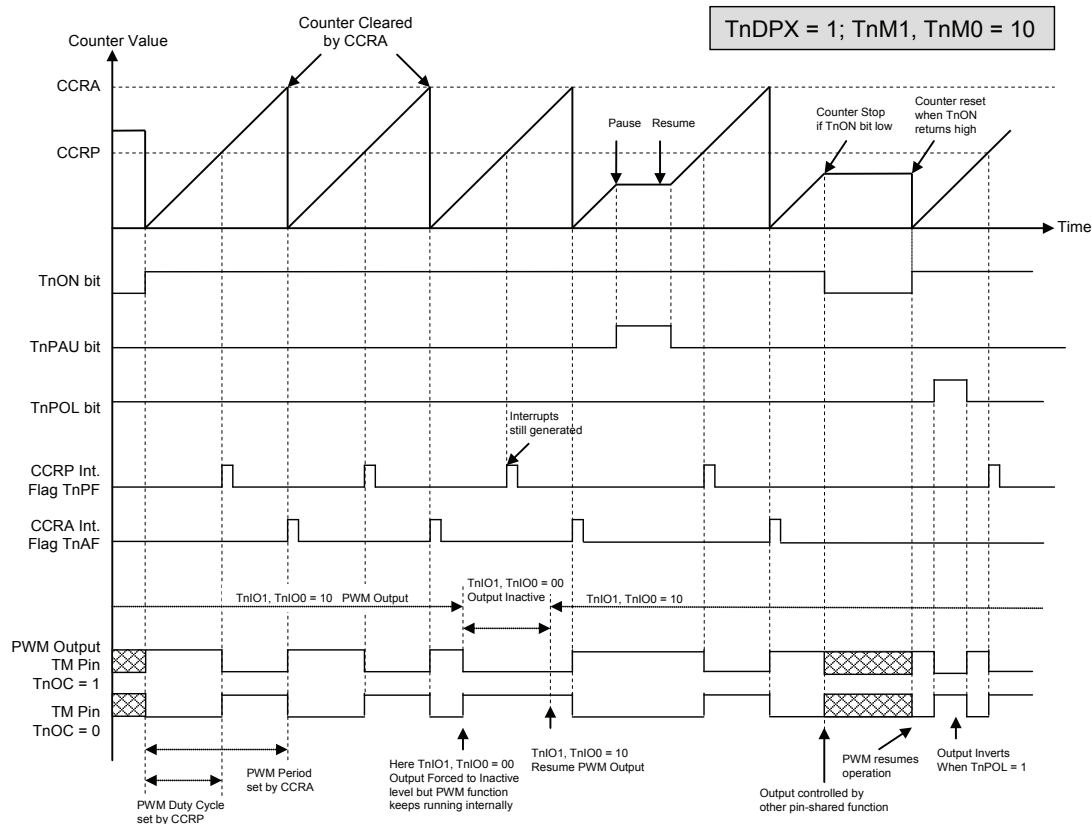 TnDPX = 1; TnM1, TnM0 = 10
Counter Cleared
by CCRA
Counter Value
CCRA
CCRP
Pause
Resume
Counter Stop
if TnON bit low
Counter reset
when TnON
returns high
Time
TnON bit
TnPAU bit
TnPOL bit
Interrupts
still generated
CCRP Int.
Flag TnPF
CCRA Int.
Flag TnAF
TnIO1, TnIO0 = 10 PWM Output
TnIO1, TnIO0 = 00
Output Inactive
TnIO1, TnIO0 = 10
PWM Output
TM Pin
TnOC = 1
TM Pin
TnOC = 0
PWM Duty Cycle
set by CCRP
PWM Period
set by CCRA
Here TnIO1, TnIO0 = 00
Output Forced to Inactive
level but PWM function
keeps running internally
TnIO1, TnIO0 = 10
Resume PWM Output
Output controlled by
other pin-shared function
PWM resumes
operation
Output Inverts
When TnPOL = 1